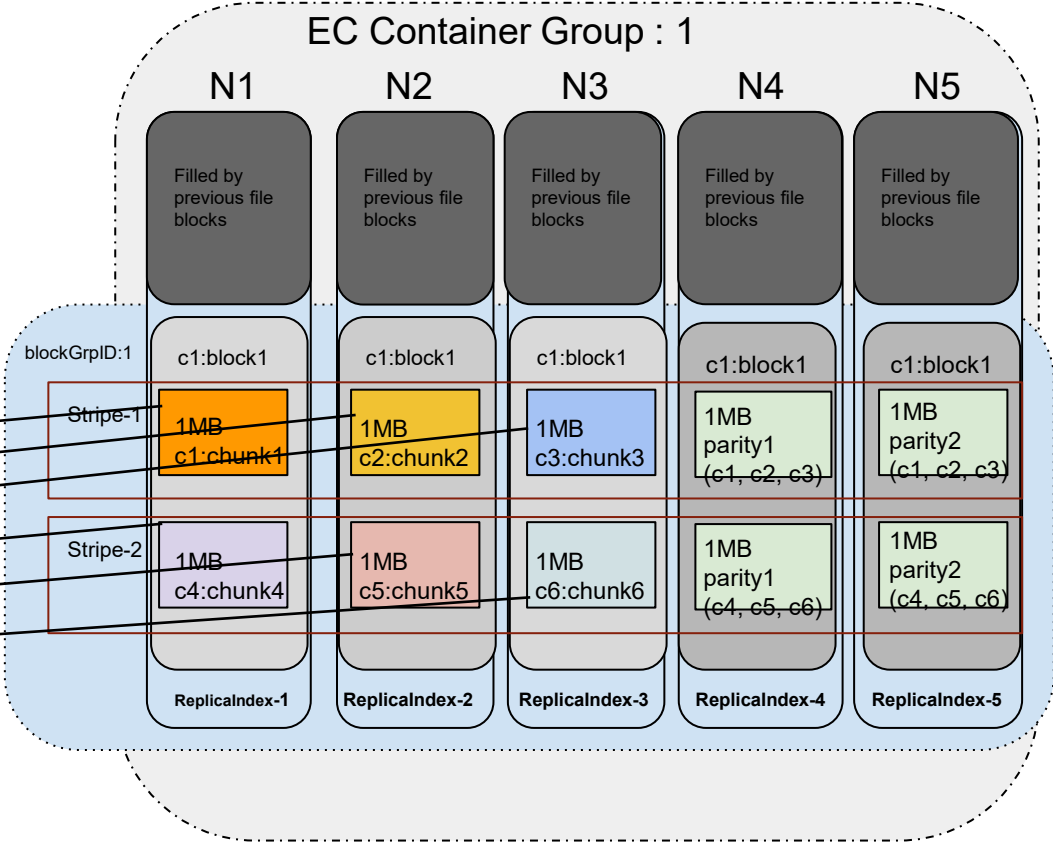 EC Container Group : 1
N1
N2
N3
N4
N5
Filled by
previous file
blocks
Filled by
previous file
blocks
Filled by
previous file
blocks
Filled by
previous file
blocks
Filled by
previous file
blocks
blockGrpID:1
c1:block1
c1:block1
c1:block1
c1:block1
c1:block1
Stripe-1
1MB
c1:chunk1
1MB
c2:chunk2
1MB
c3:chunk3
1MB
parity1
(c1, c2, c3)
1MB
parity2
(c1, c2, c3)
Stripe-2
1MB
c4:chunk4
1MB
c5:chunk5
1MB
c6:chunk6
1MB
parity1
(c4, c5, c6)
1MB
parity2
(c4, c5, c6)
ReplicaIndex-1
ReplicaIndex-2
ReplicaIndex-3
ReplicaIndex-4
ReplicaIndex-5